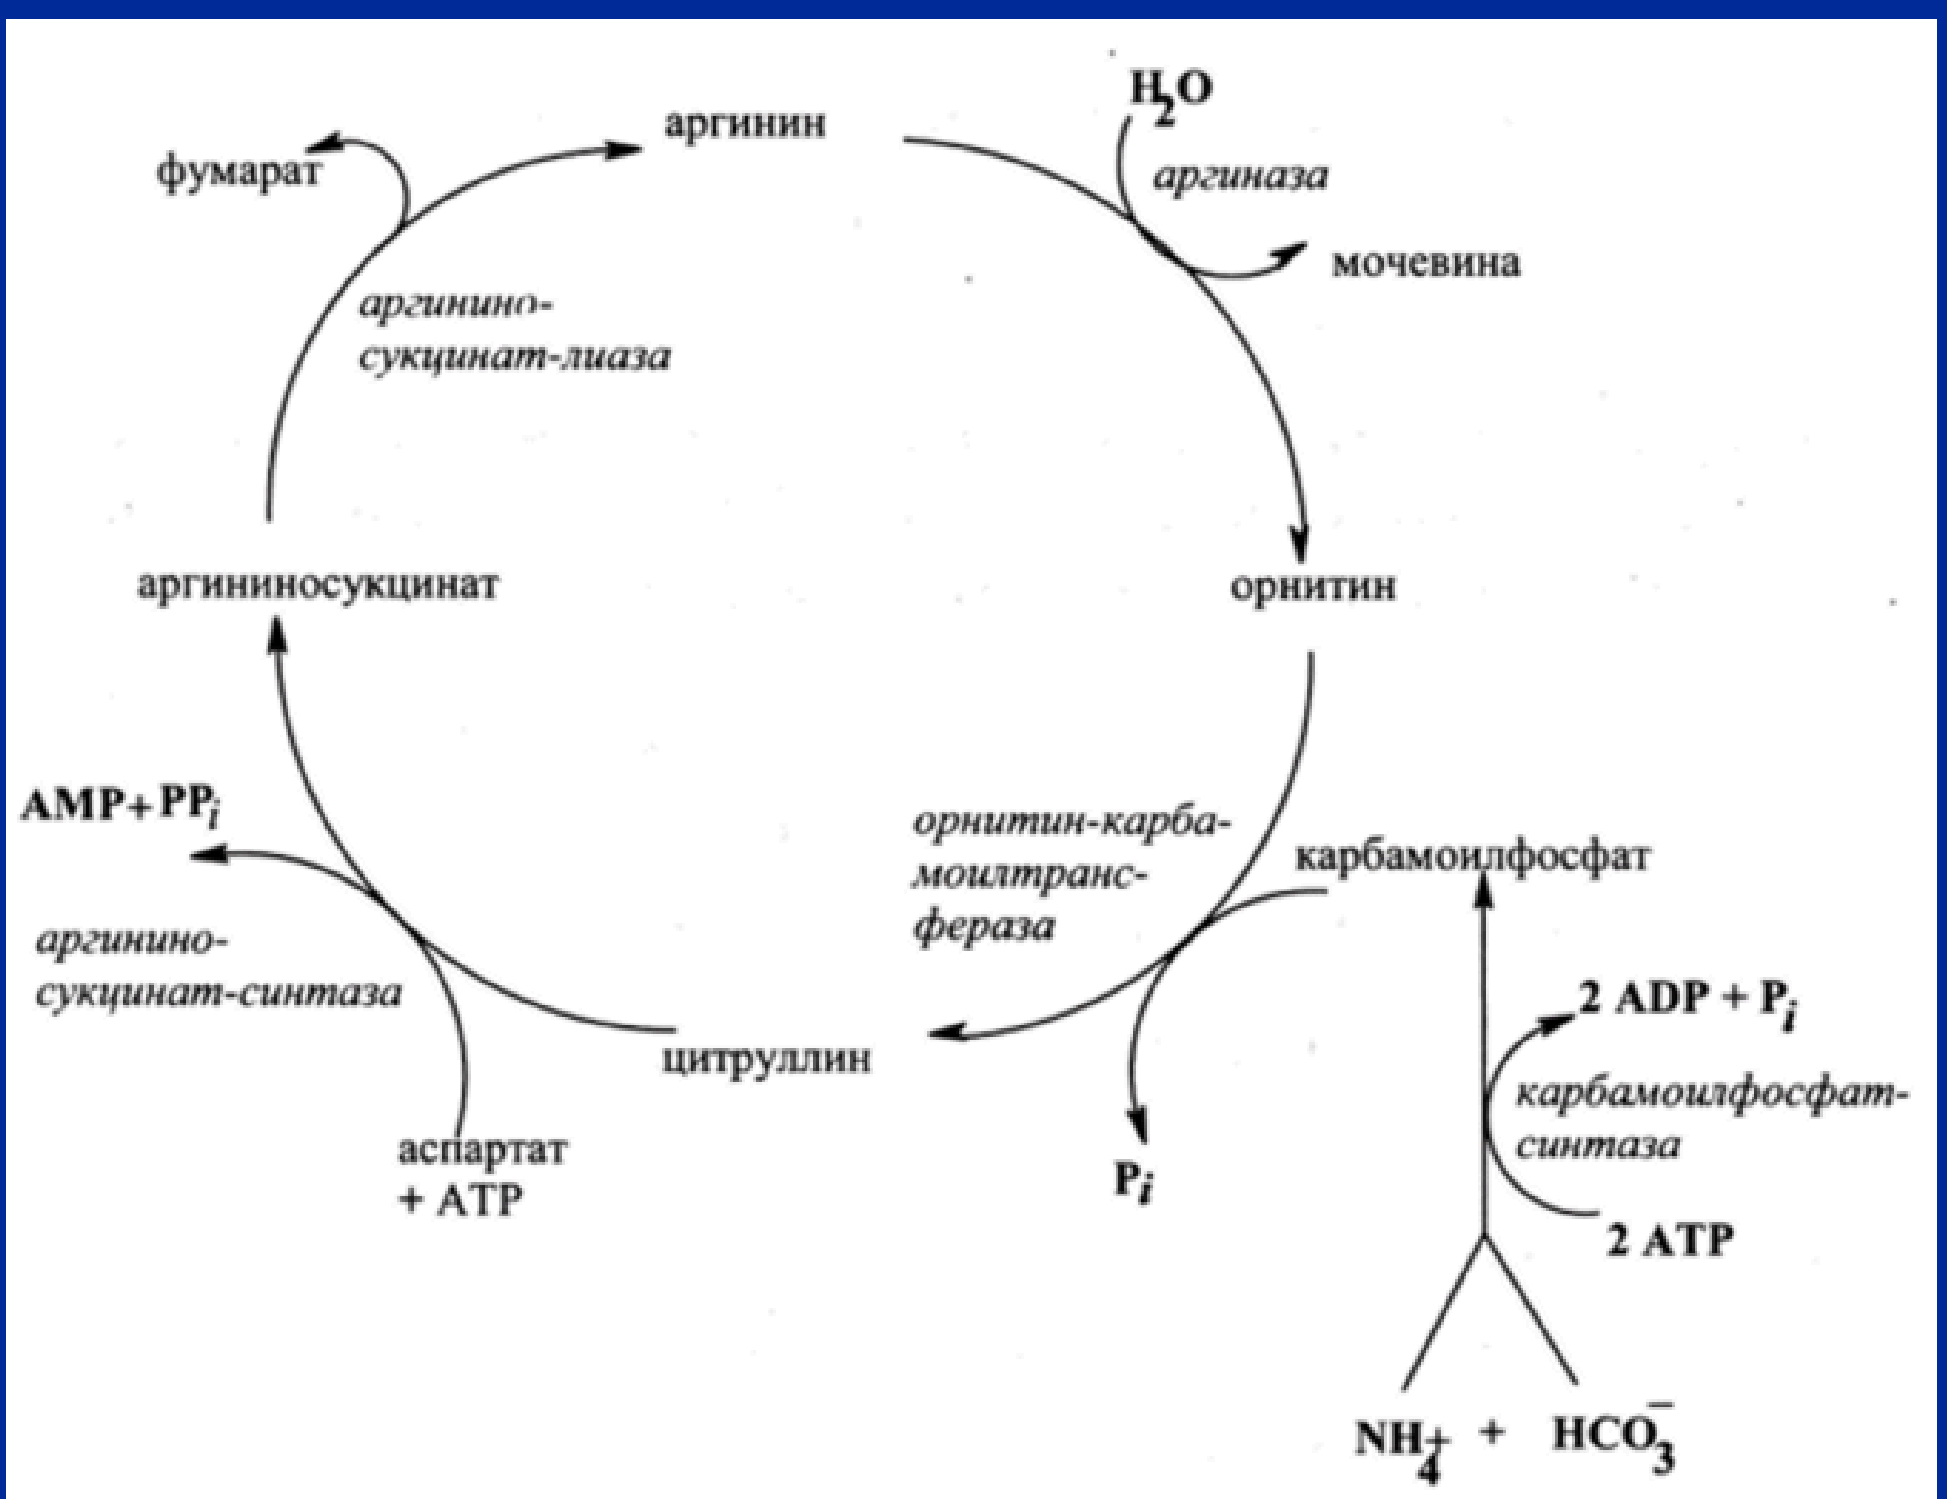 H₂O
аргинин
фумарат
аргиназа
мочевина
аргинино-
сукцинат-лиаза
аргининосукцинат
орнитин
AMP+PPi
орнитин-карба-
моилтранс-
фераза
карбамоилфосфат
аргинино-
сукцинат-синтаза
2 ADP + Pi
цитруллин
карбамоилфосфат-
синтаза
аспартат
+ ATP
Pi
2 ATP
NH₄⁺ + HCO₃⁻